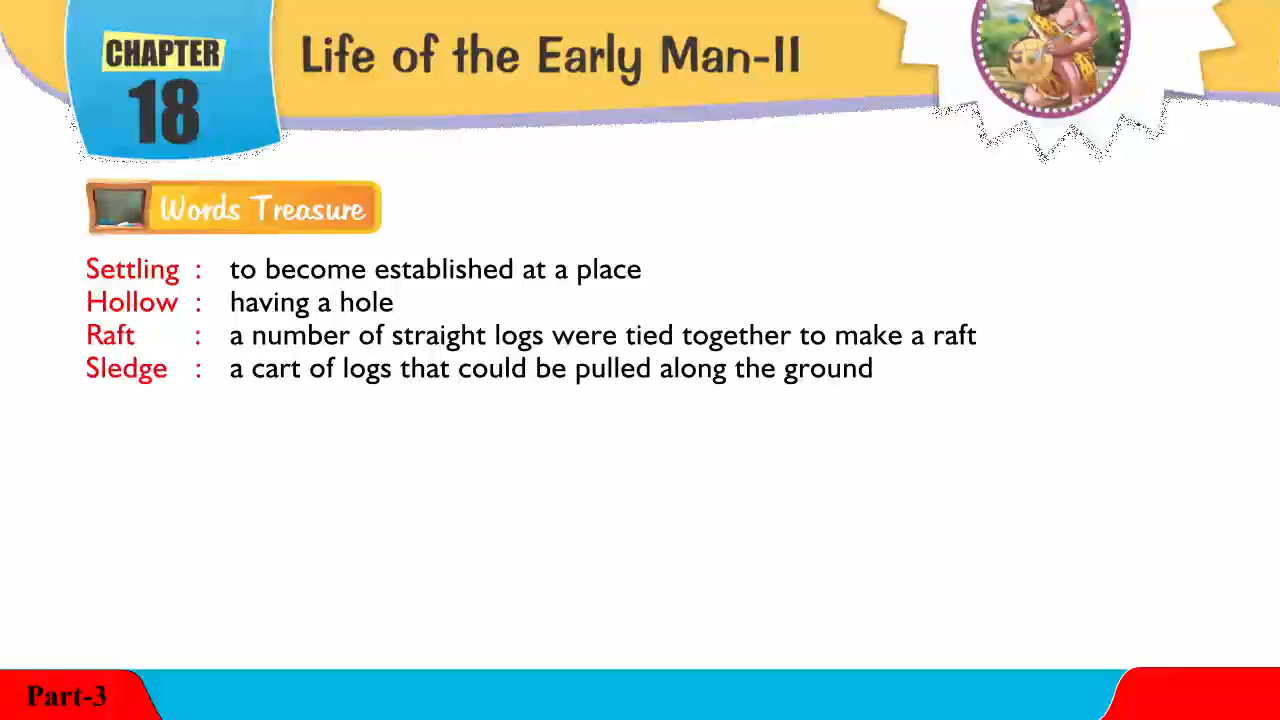 CHAPTER
18
Life of the Early Man-II
Words Treasure
Settling : to become established at a place
Hollow : having a hole
Raft : a number of straight logs were tied together to make a raft
Sledge : a cart of logs that could be pulled along the ground
Part-3